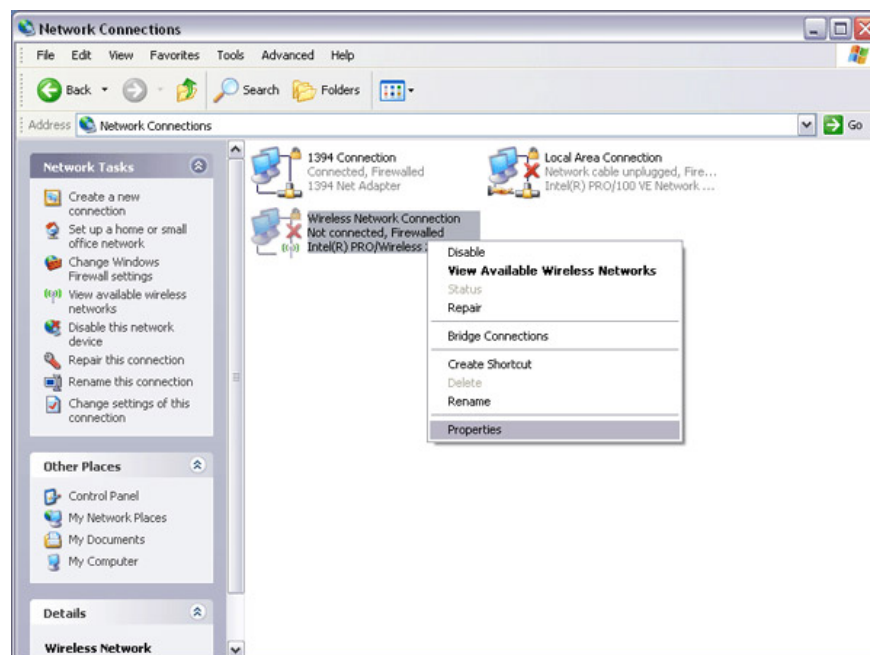 Network Connections
File Edit View Favorites Tools Advanced Help
Back Search Folders
Address Network Connections Go
Network Tasks
Create a new
connection
Set up a home or small
office network
Change Windows
Firewall settings
View available wireless
networks
Disable this network
device
Repair this connection
Rename this connection
Change settings of this
connection
Other Places
Control Panel
My Network Places
My Documents
My Computer
Details
Wireless Network
1394 Connection
Connected, Firewalled
1394 Net Adapter
Local Area Connection
Network cable unplugged, Fire...
Intel(R) PRO/100 VE Network ...
Wireless Network Connection
Not connected, Firewalled
Intel(R) PRO/Wireless
Disable
View Available Wireless Networks
Status
Repair
Bridge Connections
Create Shortcut
Delete
Rename
Properties